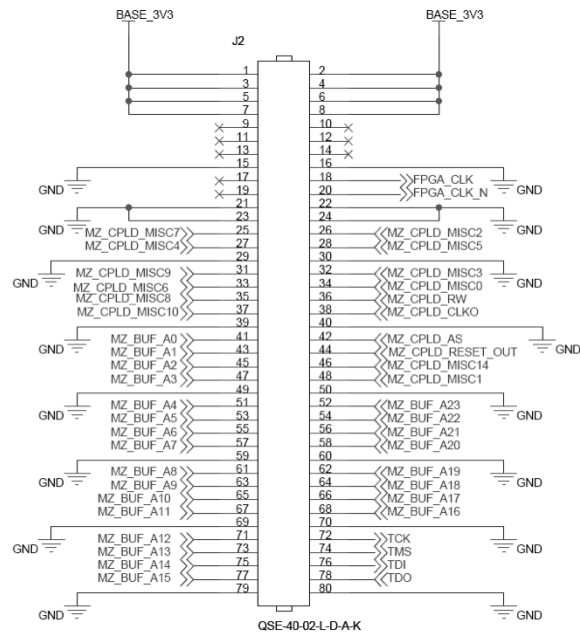 BASE_3V3 BASE_3V3
J2
1 2
3 4
5 6
7 8
9 10
11 12
13 14
15 16
GND 17 18 FPGA_CLK GND
19 20 FPGA_CLK_N
21 22
GND 23 24 GND
MZ_CPLD_MISC7 25 26 MZ_CPLD_MISC2
MZ_CPLD_MISC4 27 28 MZ_CPLD_MISC5
29 30
GND MZ_CPLD_MISC9 31 32 MZ_CPLD_MISC3 GND
MZ_CPLD_MISC6 33 34 MZ_CPLD_MISC0
MZ_CPLD_MISC8 35 36 MZ_CPLD_RW
MZ_CPLD_MISC10 37 38 MZ_CPLD_CLKO
39 40
GND MZ_BUF_A0 41 42 MZ_CPLD_AS GND
MZ_BUF_A1 43 44 MZ_CPLD_RESET_OUT
MZ_BUF_A2 45 46 MZ_CPLD_MISC14
MZ_BUF_A3 47 48 MZ_CPLD_MISC1
49 50
GND MZ_BUF_A4 51 52 MZ_BUF_A23 GND
MZ_BUF_A5 53 54 MZ_BUF_A22
MZ_BUF_A6 55 56 MZ_BUF_A21
MZ_BUF_A7 57 58 MZ_BUF_A20
59 60
GND MZ_BUF_A8 61 62 MZ_BUF_A19 GND
MZ_BUF_A9 63 64 MZ_BUF_A18
MZ_BUF_A10 65 66 MZ_BUF_A17
MZ_BUF_A11 67 68 MZ_BUF_A16
69 70
GND MZ_BUF_A12 71 72 TCK GND
MZ_BUF_A13 73 74 TMS
MZ_BUF_A14 75 76 TDI
MZ_BUF_A15 77 78 TDO
79 80
GND GND
QSE-40-02-L-D-A-K